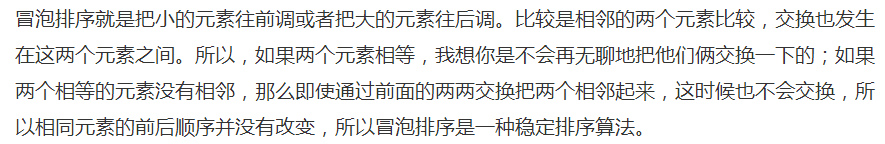 冒泡排序就是把小的元素往前调或者把大的元素往后调。比较是相邻的两个元素比较，交换也发生
在这两个元素之间。所以，如果两个元素相等，我想你是不会再无聊地把他们俩交换一下的；如果
两个相等的元素没有相邻，那么即使通过前面的两两交换把两个相邻起来，这时候也不会交换，所
以相同元素的前后顺序并没有改变，所以冒泡排序是一种稳定排序算法。